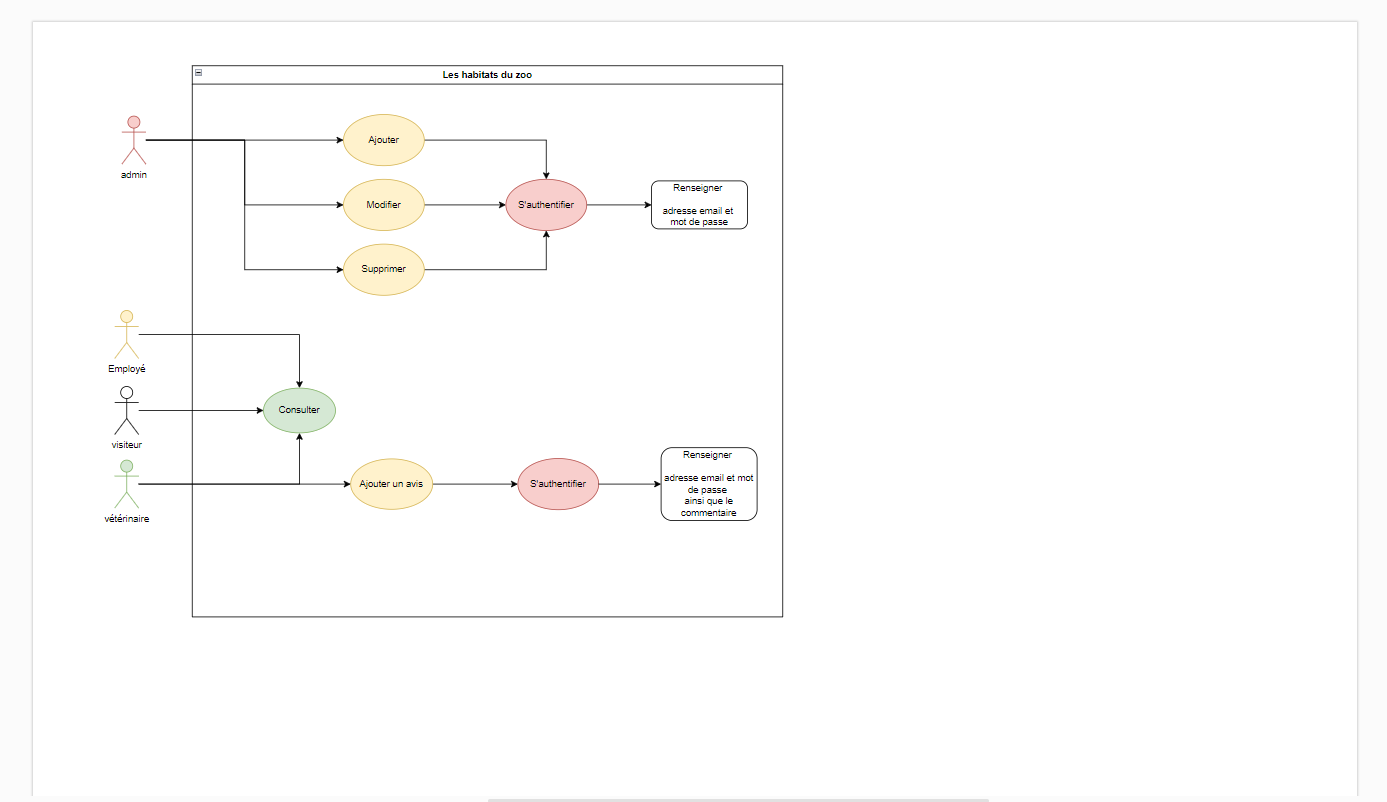 Les habitats du zoo
admin
Ajouter
Modifier
S'authentifier
Renseigner
adresse email et
mot de passe
Supprimer
Employé
visiteur
Consulter
vétérinaire
Ajouter un avis
S'authentifier
Renseigner
adresse email et mot
de passe
ainsi que le
commentaire